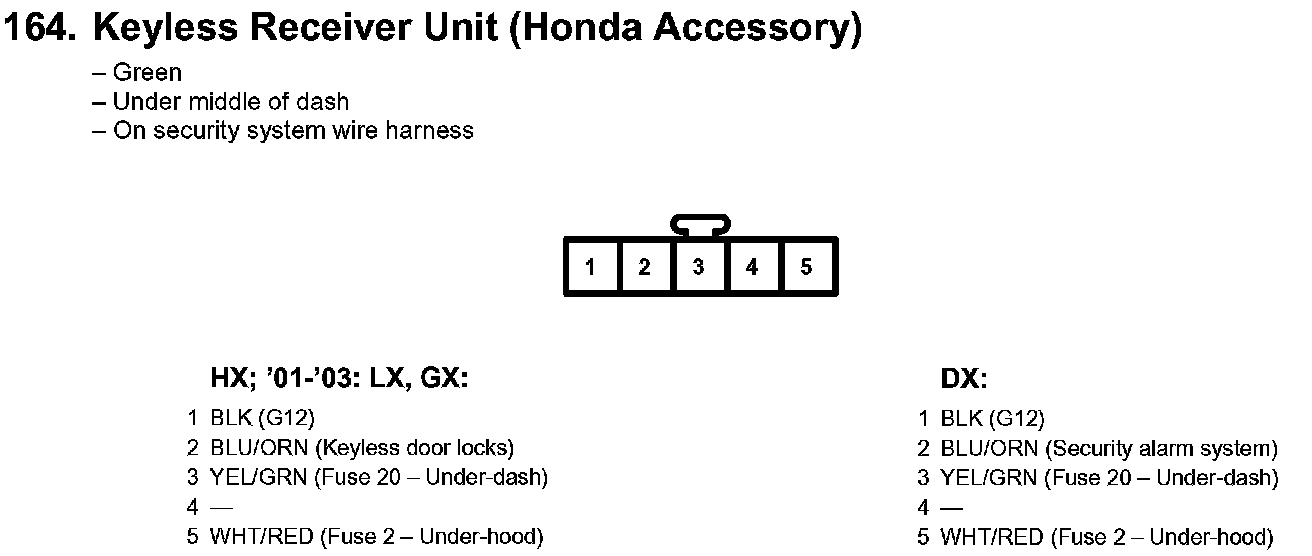 164. Keyless Receiver Unit (Honda Accessory)
– Green
– Under middle of dash
– On security system wire harness
1 2 3 4 5
HX; ’01-’03: LX, GX:
1 BLK (G12)
2 BLU/ORN (Keyless door locks)
3 YEL/GRN (Fuse 20 – Under-dash)
4 —
5 WHT/RED (Fuse 2 – Under-hood)
DX:
1 BLK (G12)
2 BLU/ORN (Security alarm system)
3 YEL/GRN (Fuse 20 – Under-dash)
4 —
5 WHT/RED (Fuse 2 – Under-hood)